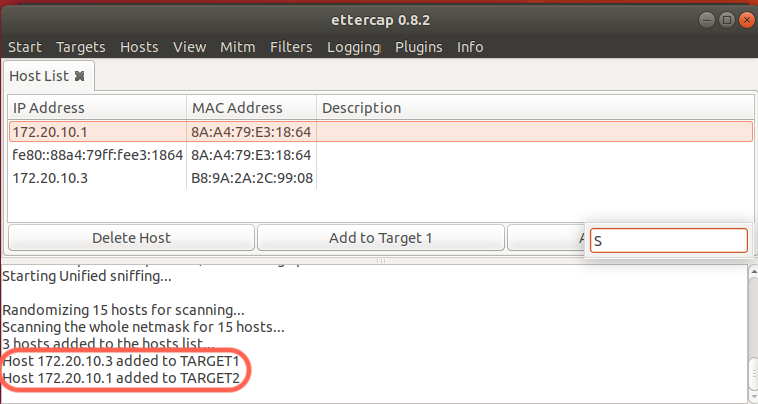 ettercap 0.8.2
Start Targets Hosts View Mitm Filters Logging Plugins Info
Host List
IP Address MAC Address Description
172.20.10.1 8A:A4:79:E3:18:64
fe80::88a4:79ff:fee3:1864 8A:A4:79:E3:18:64
172.20.10.3 B8:9A:2A:2C:99:08
Delete Host Add to Target 1 A S
Starting Unified sniffing...
Randomizing 15 hosts for scanning...
Scanning the whole netmask for 15 hosts...
3 hosts added to the hosts list...
Host 172.20.10.3 added to TARGET1
Host 172.20.10.1 added to TARGET2